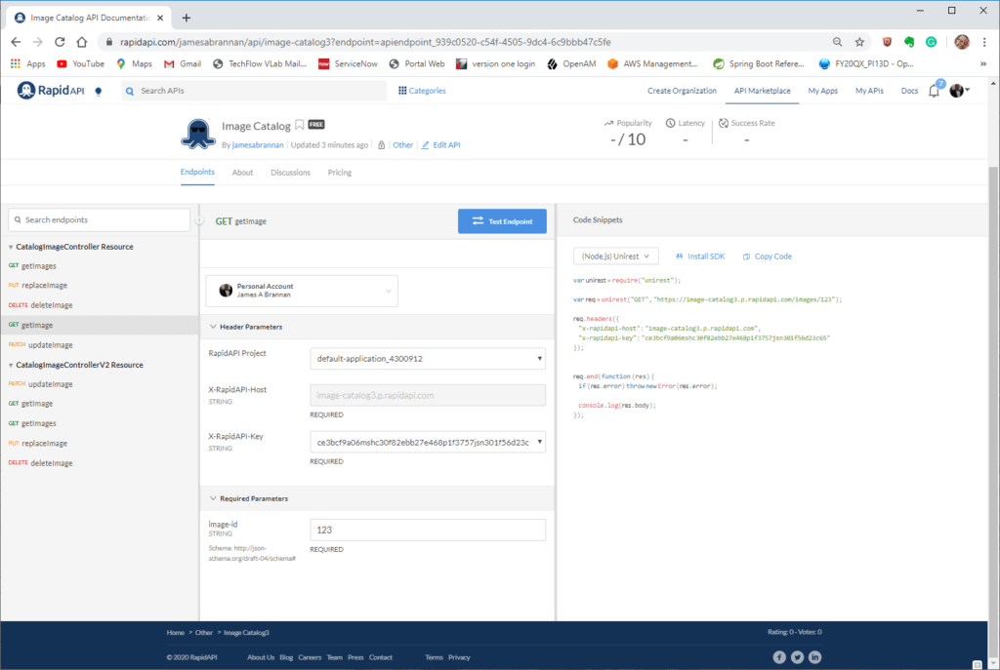 Image Catalog API Documentatio
rapidapi.com/jamesabrannan/api/image-catalog3?endpoint=apiendpoint_939c0520-c54f-4505-9dc4-6c9bbb47c5fe
Apps YouTube Maps Gmail TechFlow VLab Mail... ServiceNow Portal Web version one login OpenAM AWS Management... Spring Boot Refere... FY20QX_PI13D - Op... »
Rapid API Search APIs Categories Create Organization API Marketplace My Apps My APIs Docs 7
Image Catalog FREE
By jamesabrannan Updated 3 minutes ago Other Edit API
Popularity Latency Success Rate
- / 10 - -
Endpoints About Discussions Pricing
Search endpoints
CatalogImageController Resource
GET getImages
PUT replaceImage
DELETE deleteImage
GET getImage
PATCH updateImage
CatalogImageControllerV2 Resource
PATCH updateImage
GET getImage
GET getImages
PUT replaceImage
DELETE deleteImage
GET getImage Test Endpoint
Personal Account
James A Brannan
Header Parameters
RapidAPI Project default-application_4300912
X-RapidAPI-Host
STRING
image-catalog3.p.rapidapi.com
REQUIRED
X-RapidAPI-Key
STRING
ce3bcf9a06mshc30f82ebb27e468p1f3757jsn301f56d23c
REQUIRED
Required Parameters
image-id
STRING
123
Schema: http://json-
schema.org/draft-04/schema#
REQUIRED
Code Snippets
(Node.js) Unirest Install SDK Copy Code
var unirest = require("unirest");
var req = unirest("GET", "https://image-catalog3.p.rapidapi.com/images/123");
req.headers({
"x-rapidapi-host": "image-catalog3.p.rapidapi.com",
"x-rapidapi-key": "ce3bcf9a06mshc30f82ebb27e468p1f3757jsn301f56d23c65"
});
req.end(function (res) {
if (res.error) throw new Error(res.error);
console.log(res.body);
});
Home > Other > Image Catalog3 Rating: 0 - Votes: 0
© 2020 RapidAPI About Us Blog Careers Team Press Contact Terms Privacy